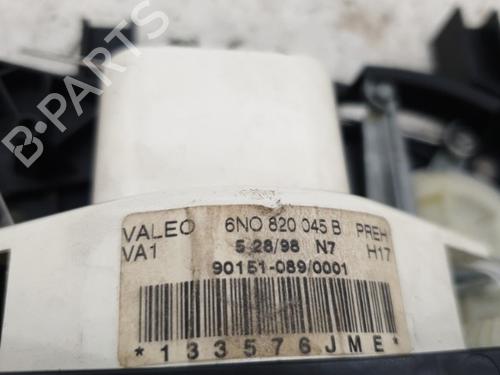 B-PARTS
VALEO 6N0 820 045 B PREH
VA1 5 28/98 N7 H17
90151-089/0001
*133576JME*